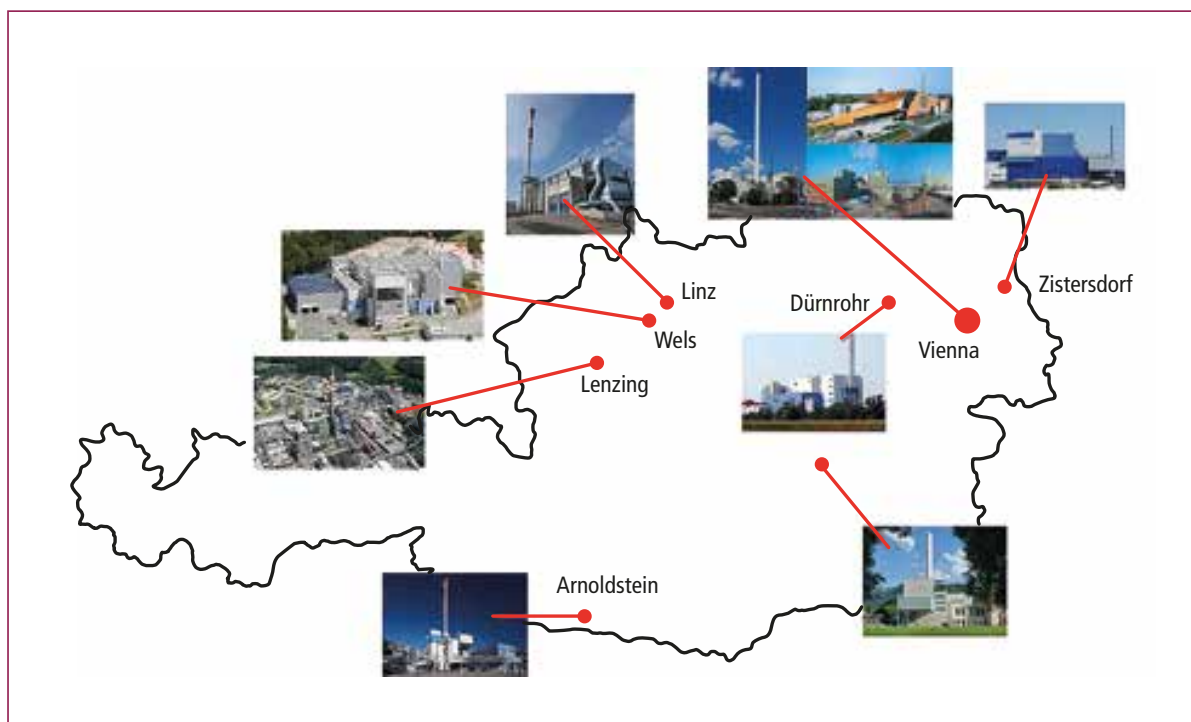 Linz
Wels
Lenzing
Dürnrohr
Vienna
Zistersdorf
Arnoldstein